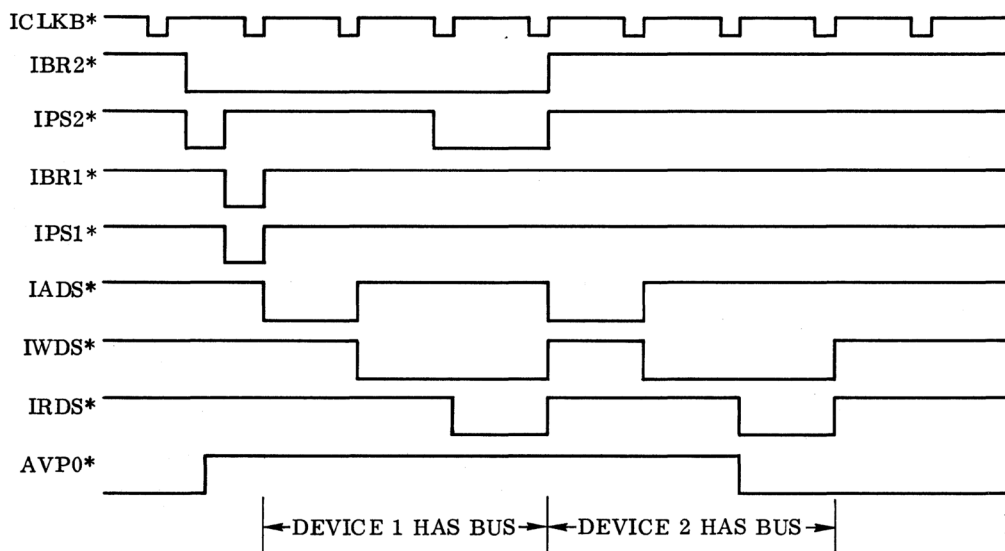 ICLKB*
IBR2*
IPS2*
IBR1*
IPS1*
IADS*
IWDS*
IRDS*
AVP0*
DEVICE 1 HAS BUS
DEVICE 2 HAS BUS